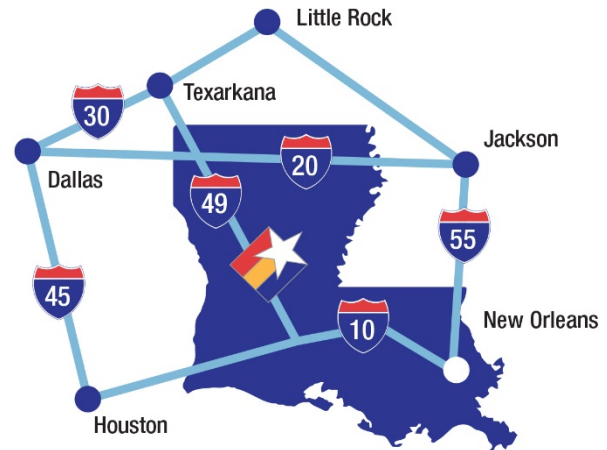 Little Rock
Texarkana
30
Jackson
20
Dallas
49
55
45
10
New Orleans
Houston